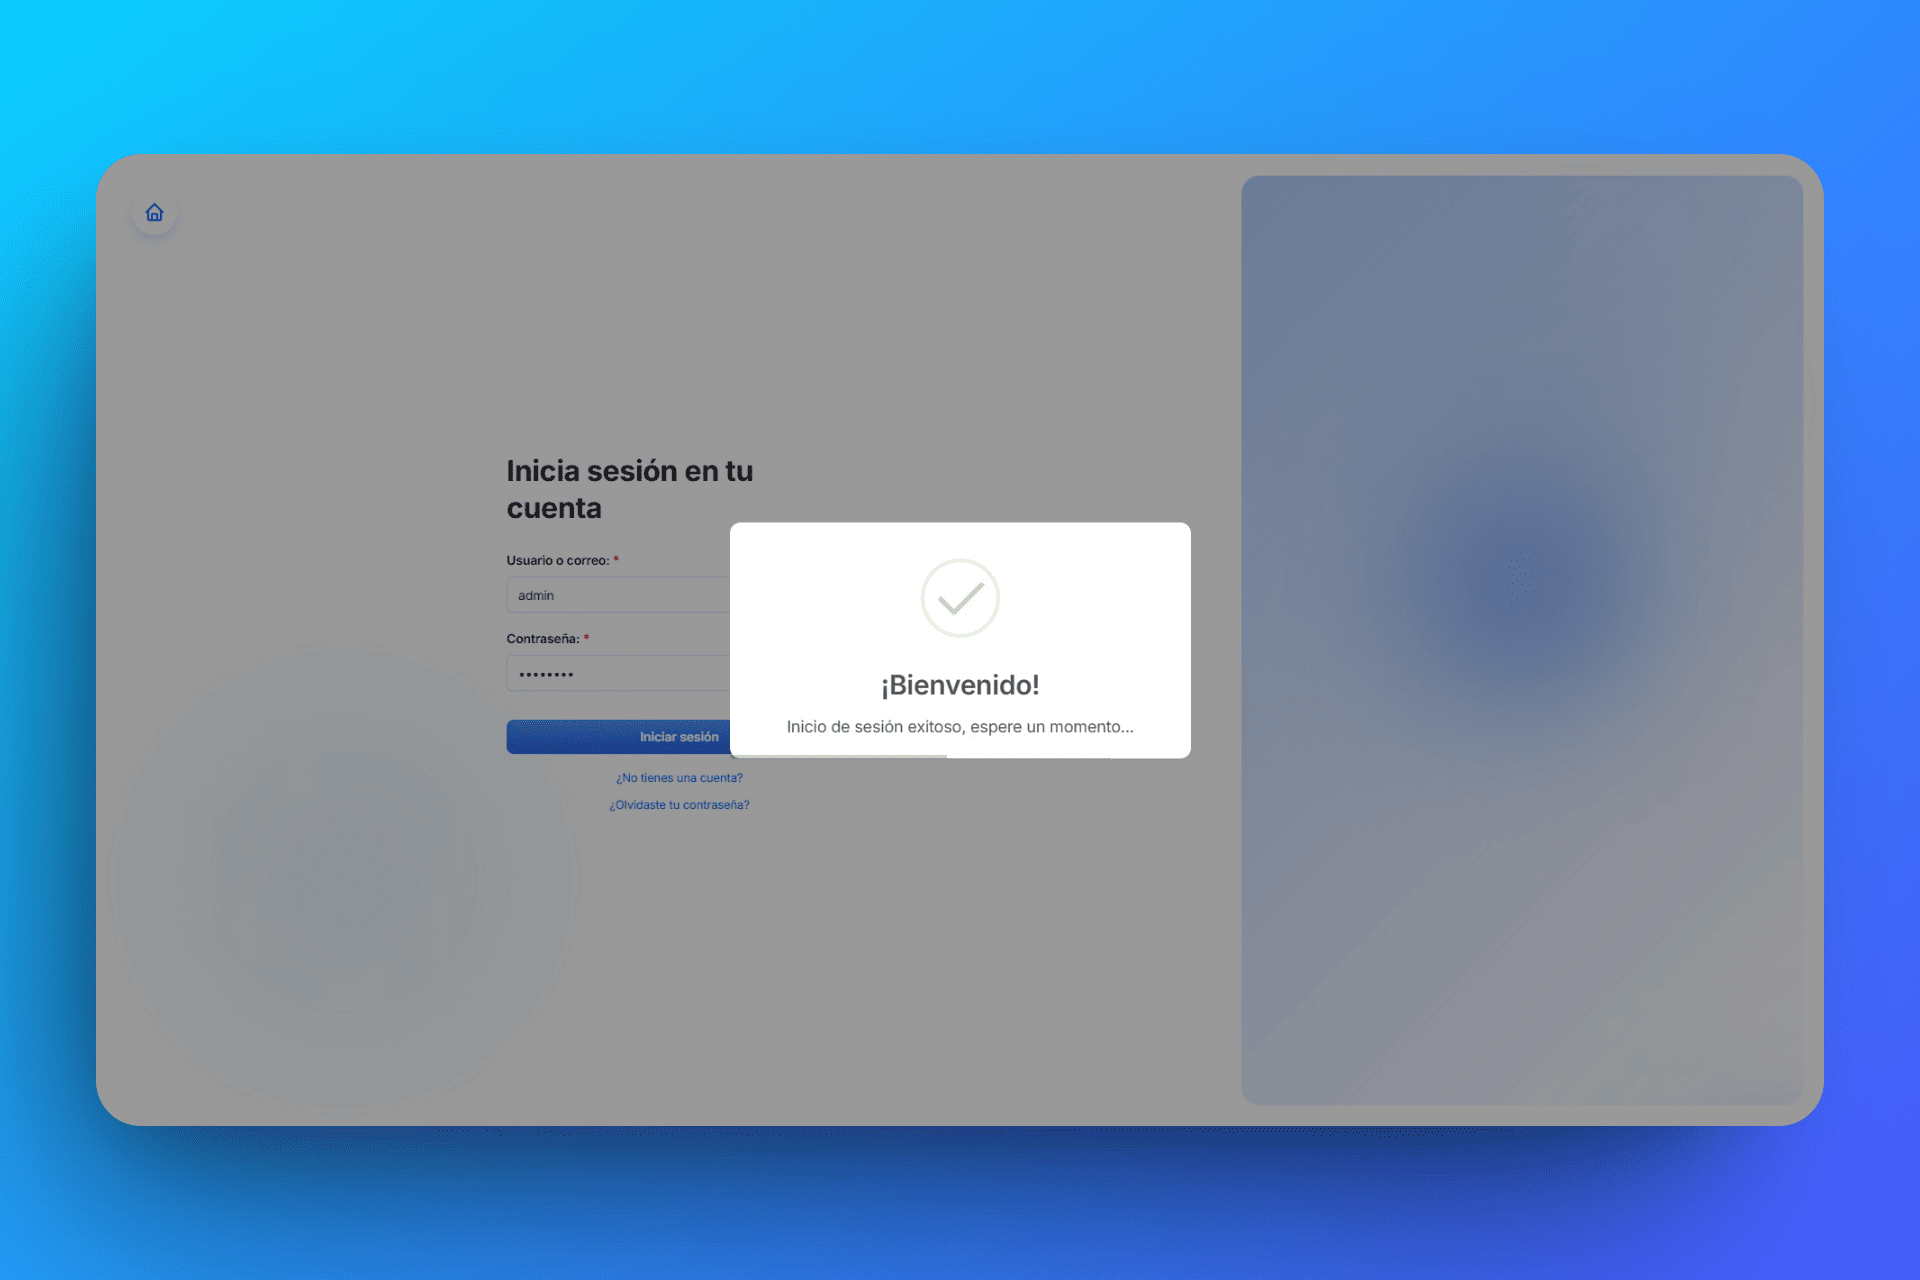 Inicia sesión en tu
cuenta
Usuario o correo: *
admin
Contraseña: *
••••••••
Iniciar sesión
¿No tienes una cuenta?
¿Olvidaste tu contraseña?
¡Bienvenido!
Inicio de sesión exitoso, espere un momento...